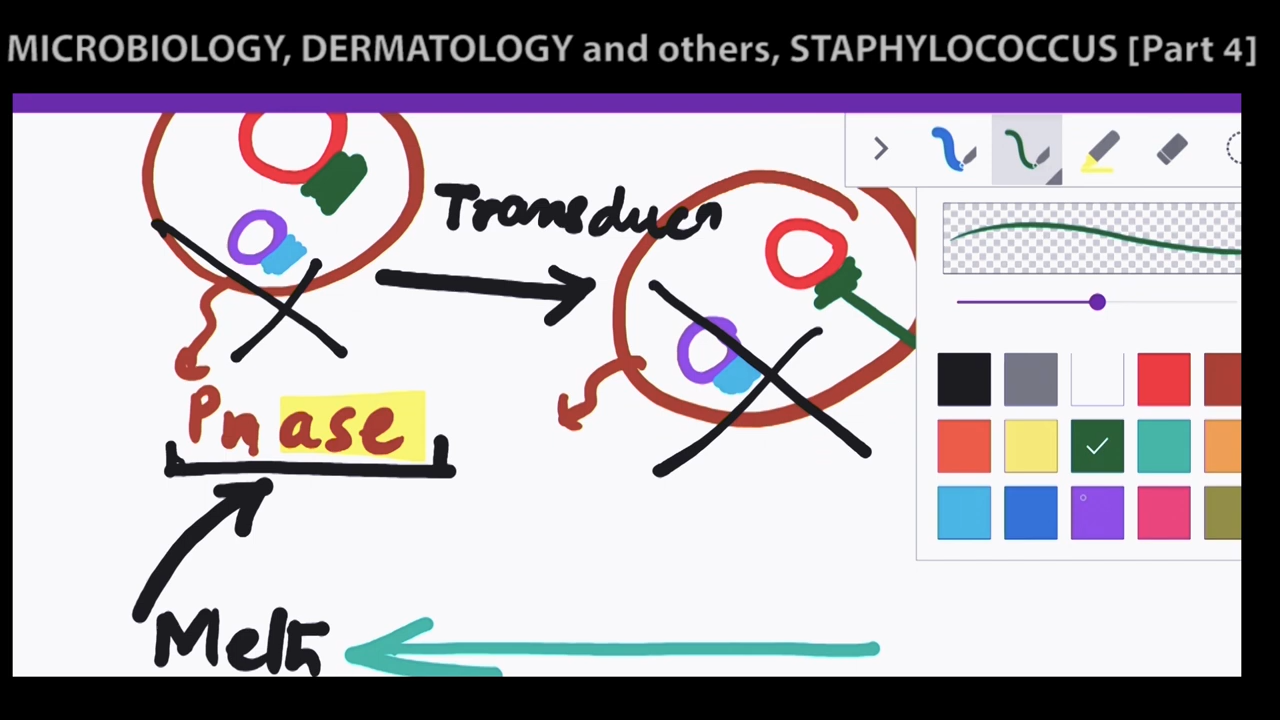 MICROBIOLOGY, DERMATOLOGY and others, STAPHYLOCOCCUS [Part 4]
Transducn
Pnase
Meth